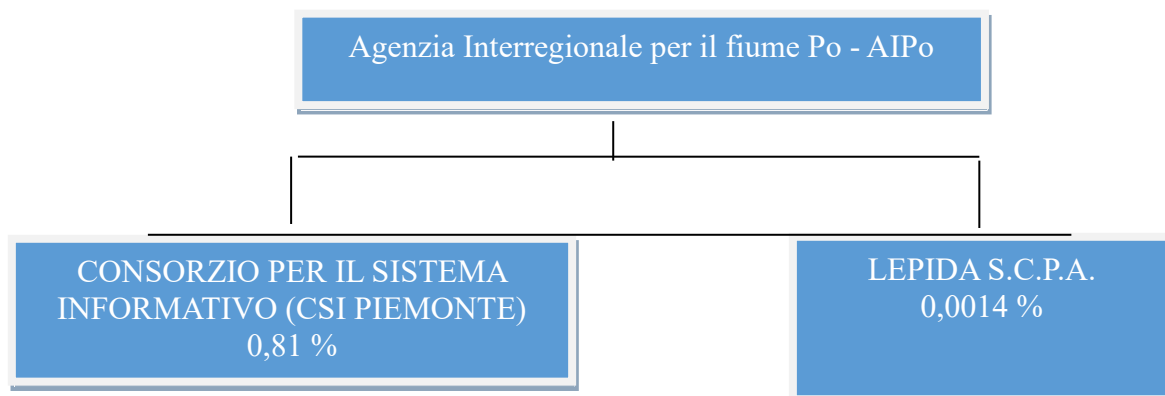 Agenzia Interregionale per il fiume Po - AIPo
CONSORZIO PER IL SISTEMA
INFORMATIVO (CSI PIEMONTE)
0,81 %
LEPIDA S.C.P.A.
0,0014 %